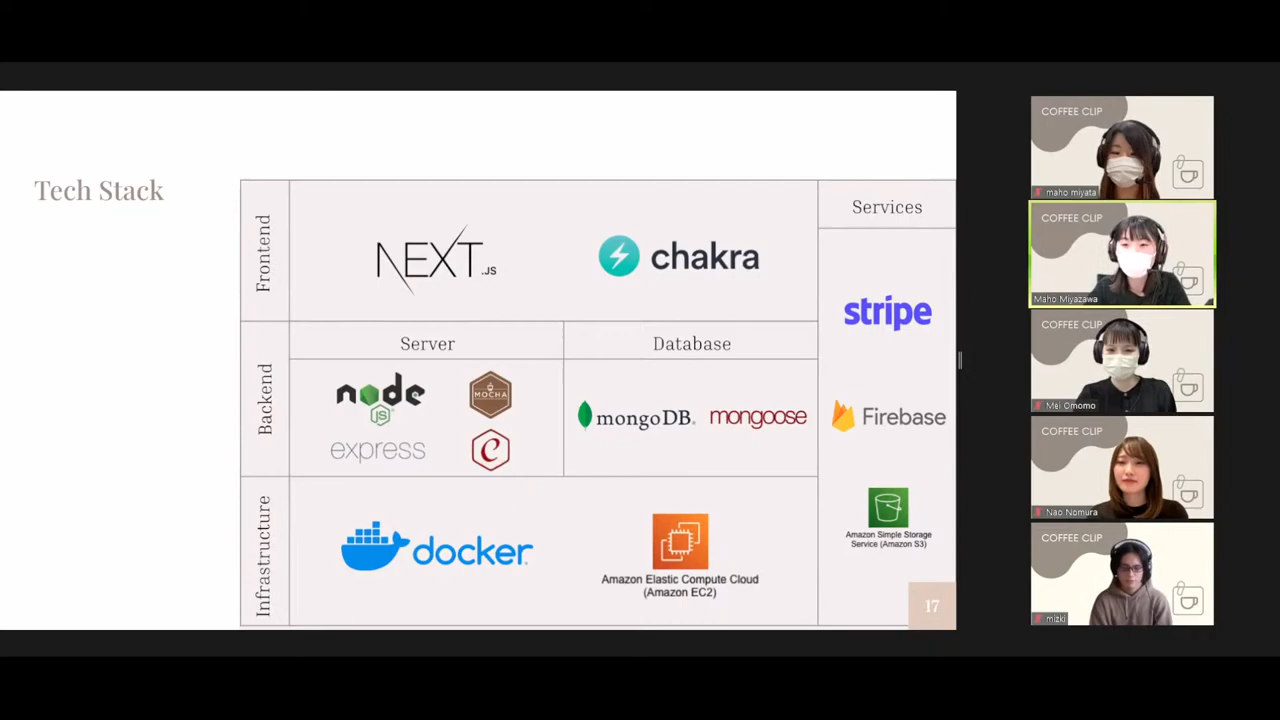 Tech Stack
Frontend
NEXT.JS
chakra
Services
stripe
Firebase
Amazon Simple Storage
Service (Amazon S3)
Backend
Server
Database
node
JS
MOCHA
express
mongoDB.
mongoose
Infrastructure
docker
Amazon Elastic Compute Cloud
(Amazon EC2)
17
COFFEE CLIP
maho miyata
COFFEE CLIP
Maho Miyazawa
COFFEE CLIP
Mei Omomo
COFFEE CLIP
Nao Nomura
COFFEE CLIP
mizki